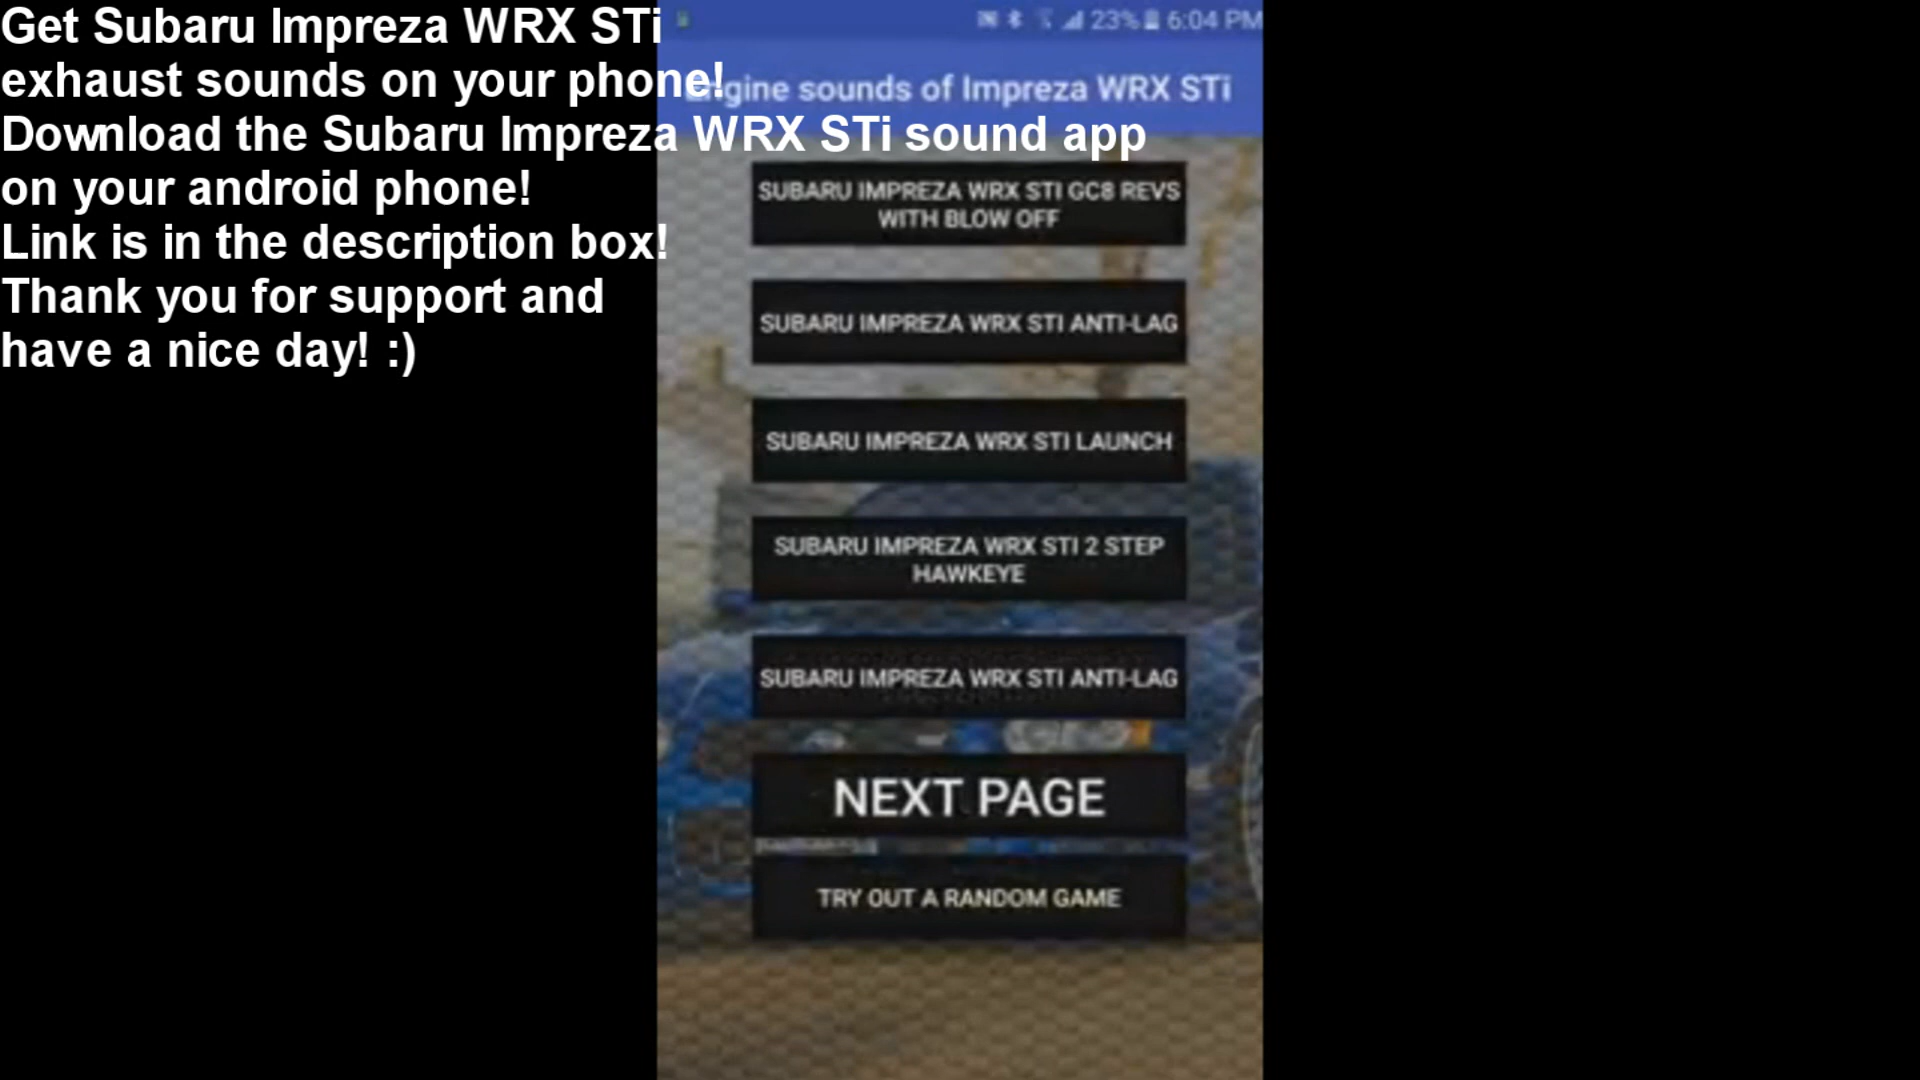 Get Subaru Impreza WRX STi
exhaust sounds on your phone!
Download the Subaru Impreza WRX STi sound app
on your android phone!
Link is in the description box!
Thank you for support and
have a nice day! :)
23% 6:04 PM
Engine sounds of Impreza WRX STi
SUBARU IMPREZA WRX STI GC8 REVS
WITH BLOW OFF
SUBARU IMPREZA WRX STI ANTI-LAG
SUBARU IMPREZA WRX STI LAUNCH
SUBARU IMPREZA WRX STI 2 STEP
HAWKEYE
SUBARU IMPREZA WRX STI ANTI-LAG
NEXT PAGE
TRY OUT A RANDOM GAME